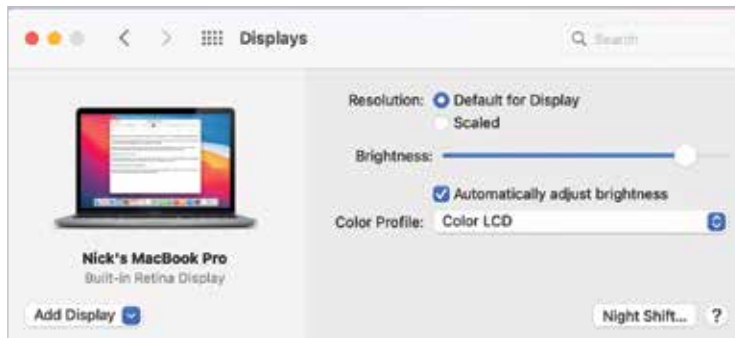 Displays
Search
Resolution: Default for Display
Scaled
Brightness:
Automatically adjust brightness
Color Profile: Color LCD
Nick's MacBook Pro
Built-in Retina Display
Add Display
Night Shift... ?